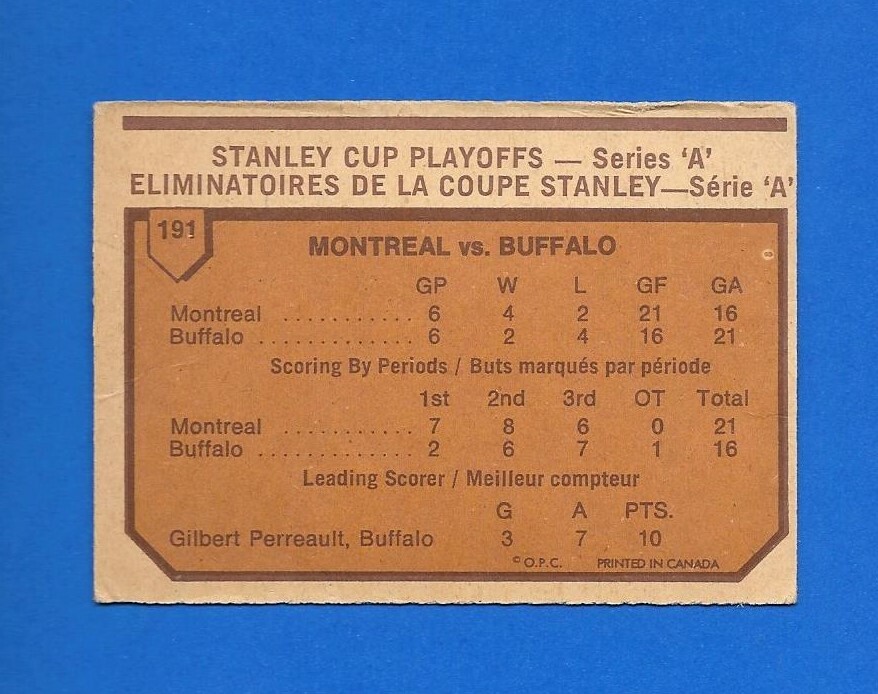 STANLEY CUP PLAYOFFS — Series 'A'
ELIMINATOIRES DE LA COUPE STANLEY—Série 'A'
191
MONTREAL vs. BUFFALO
GP W L GF GA
Montreal ........... 6 4 2 21 16
Buffalo ............. 6 2 4 16 21
Scoring By Periods / Buts marqués par période
1st 2nd 3rd OT Total
Montreal ........... 7 8 6 0 21
Buffalo ............. 2 6 7 1 16
Leading Scorer / Meilleur compteur
G A PTS.
Gilbert Perreault, Buffalo 3 7 10
© O.P.C. PRINTED IN CANADA